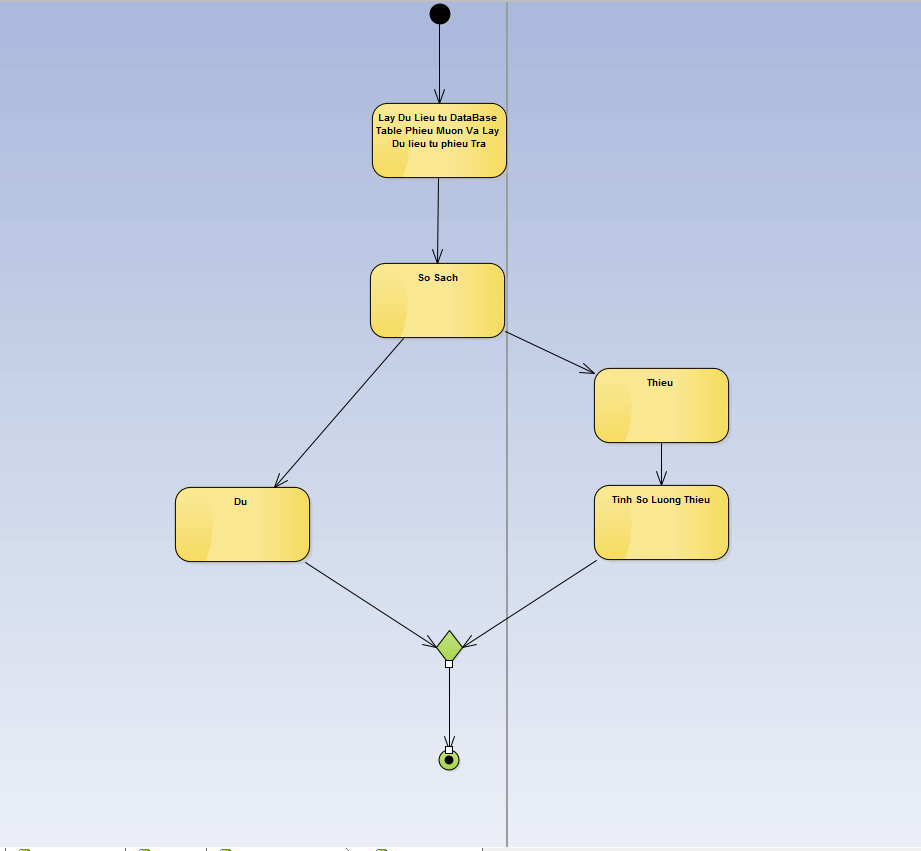 Lay Du Lieu tu DataBase
Table Phieu Muon Va Lay
Du lieu tu phieu Tra
So Sach
Thieu
Du
Tinh So Luong Thieu